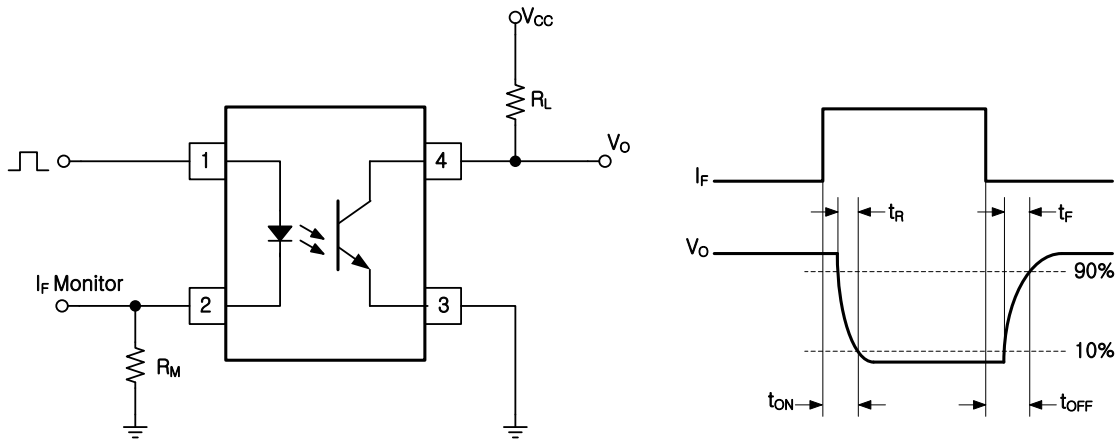 VCC
RL
VO
1
4
IF Monitor
2
3
RM
IF
tR
tF
VO
90%
10%
tON
tOFF